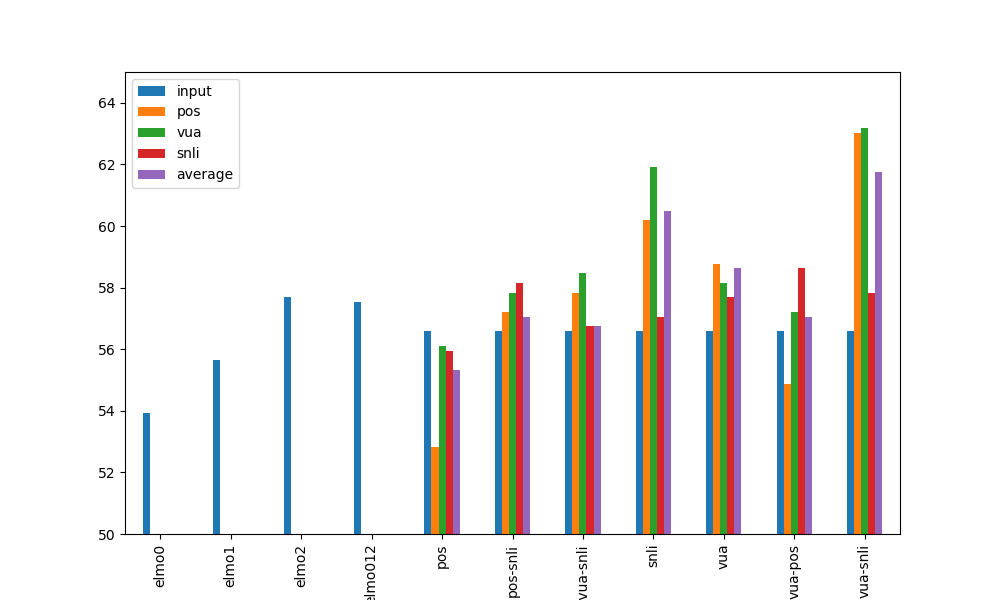 64
62
60
58
56
54
52
50
input
pos
vua
snli
average
elmo0
elmo1
elmo2
elmo012
pos
pos-snli
vua-snli
snli
vua
vua-pos
vua-snli